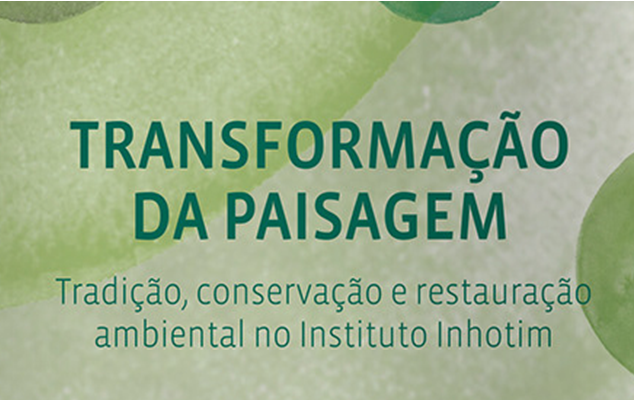 TRANSFORMAÇÃO
DA PAISAGEM
Tradição, conservação e restauração
ambiental no Instituto Inhotim